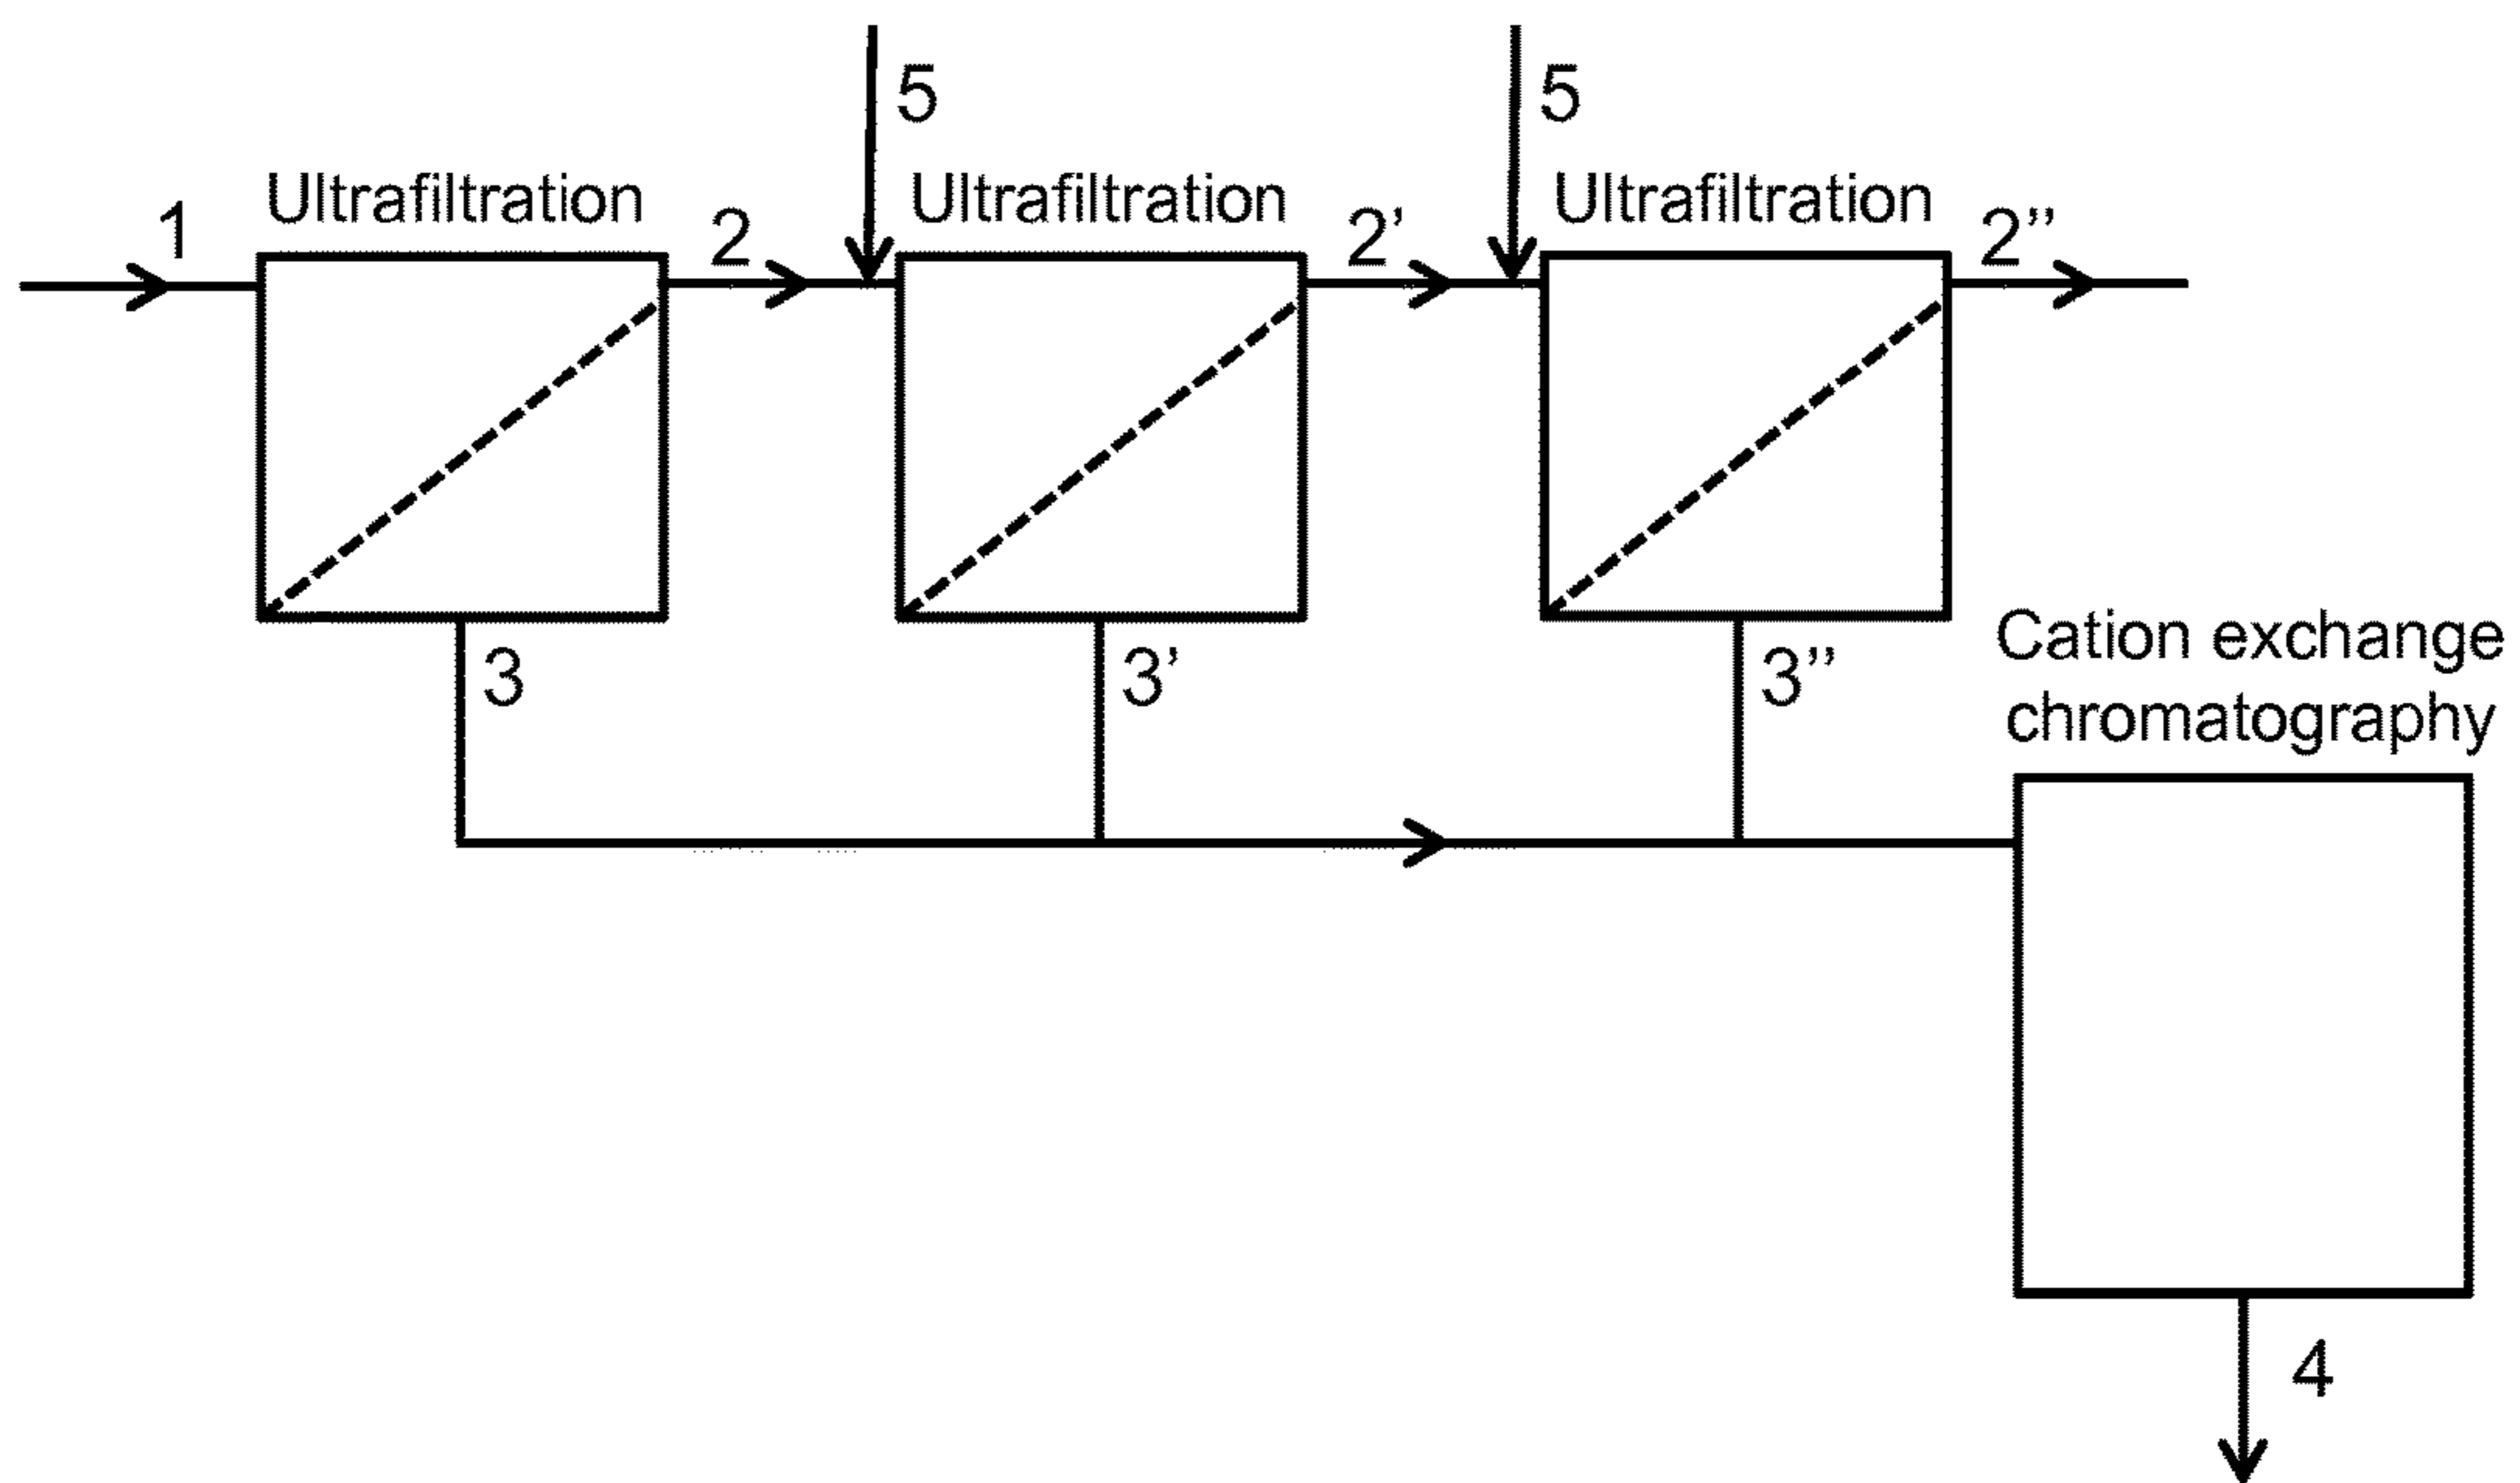 5
5
Ultrafiltration
Ultrafiltration
Ultrafiltration
1
2
2’
2”
3
3’
3”
Cation exchange
chromatography
4